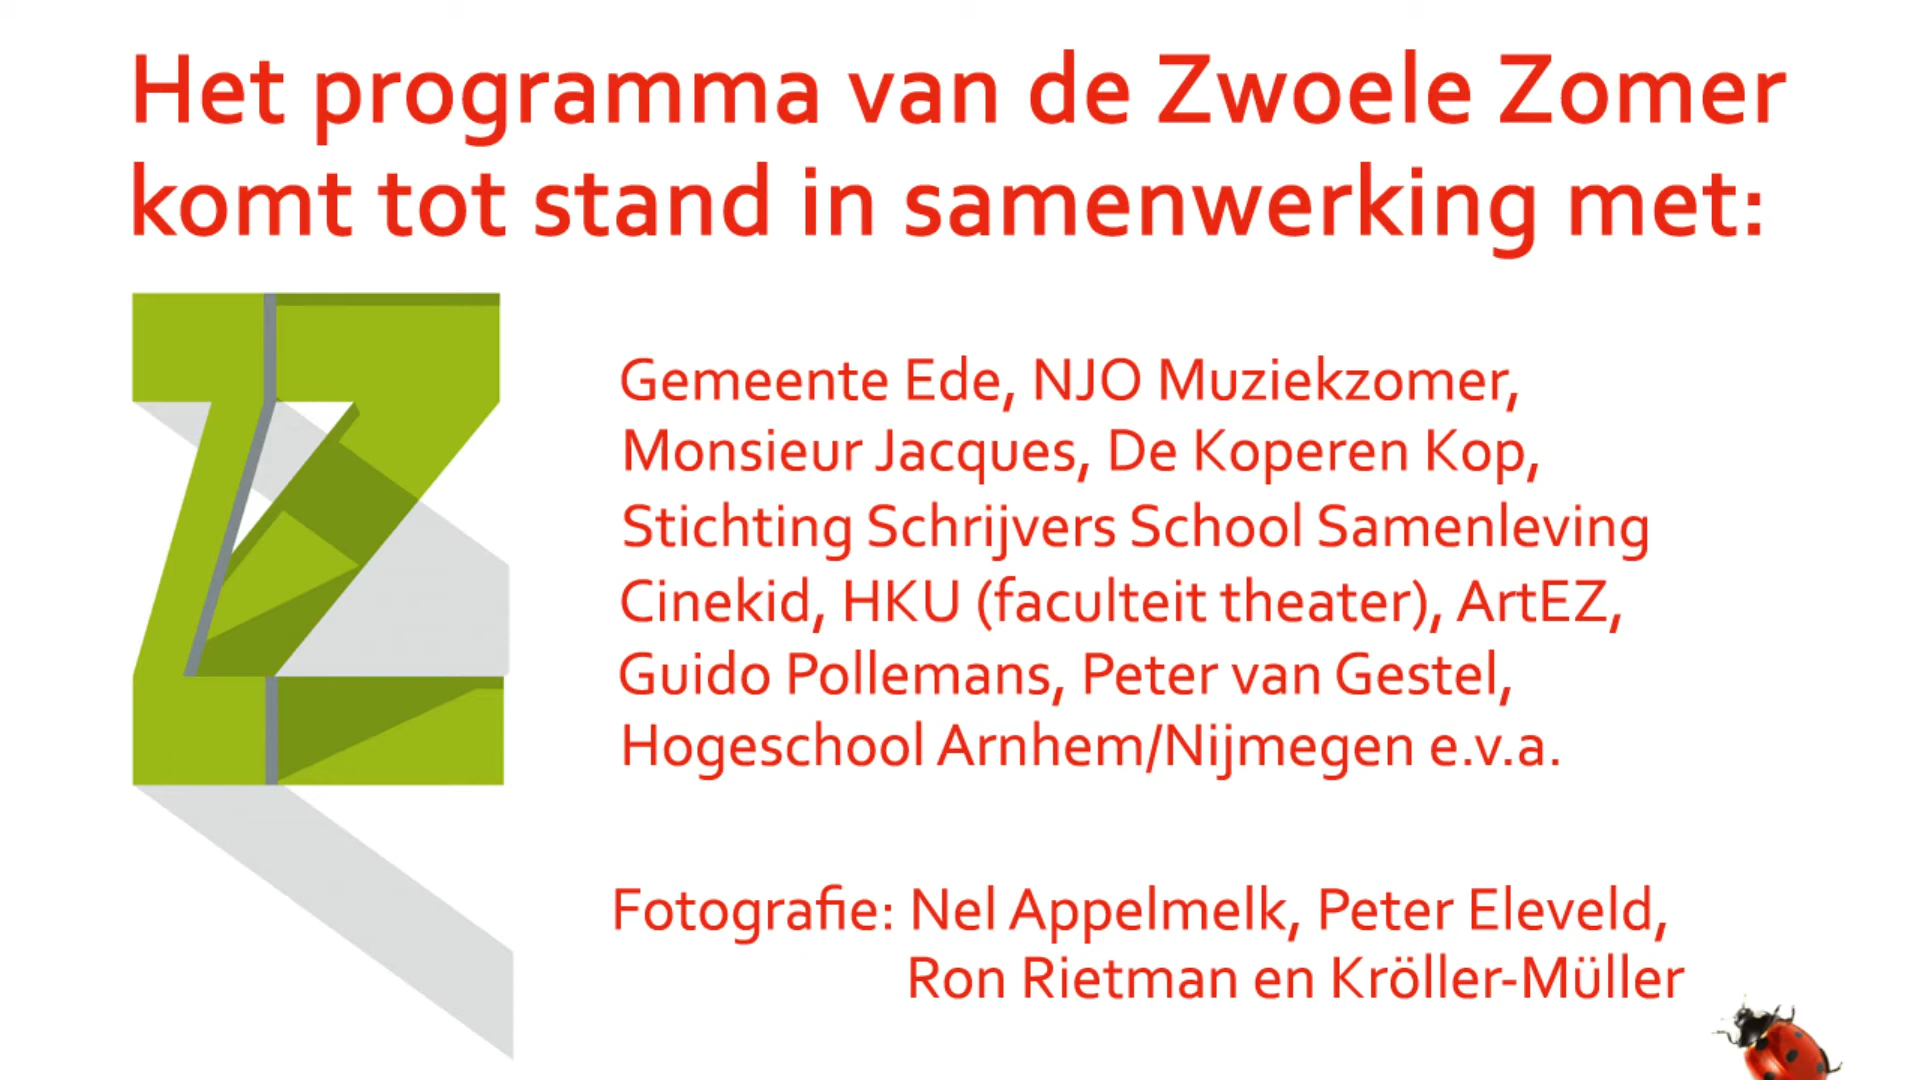 Het programma van de Zwoele Zomer
komt tot stand in samenwerking met:
Z
Gemeente Ede, NJO Muziekzomer,
Monsieur Jacques, De Koperen Kop,
Stichting Schrijvers School Samenleving
Cinekid, HKU (faculteit theater), ArtEZ,
Guido Pollemans, Peter van Gestel,
Hogeschool Arnhem/Nijmegen e.v.a.
Fotografie: Nel Appelmelk, Peter Eleveld,
Ron Rietman en Kröller-Müller